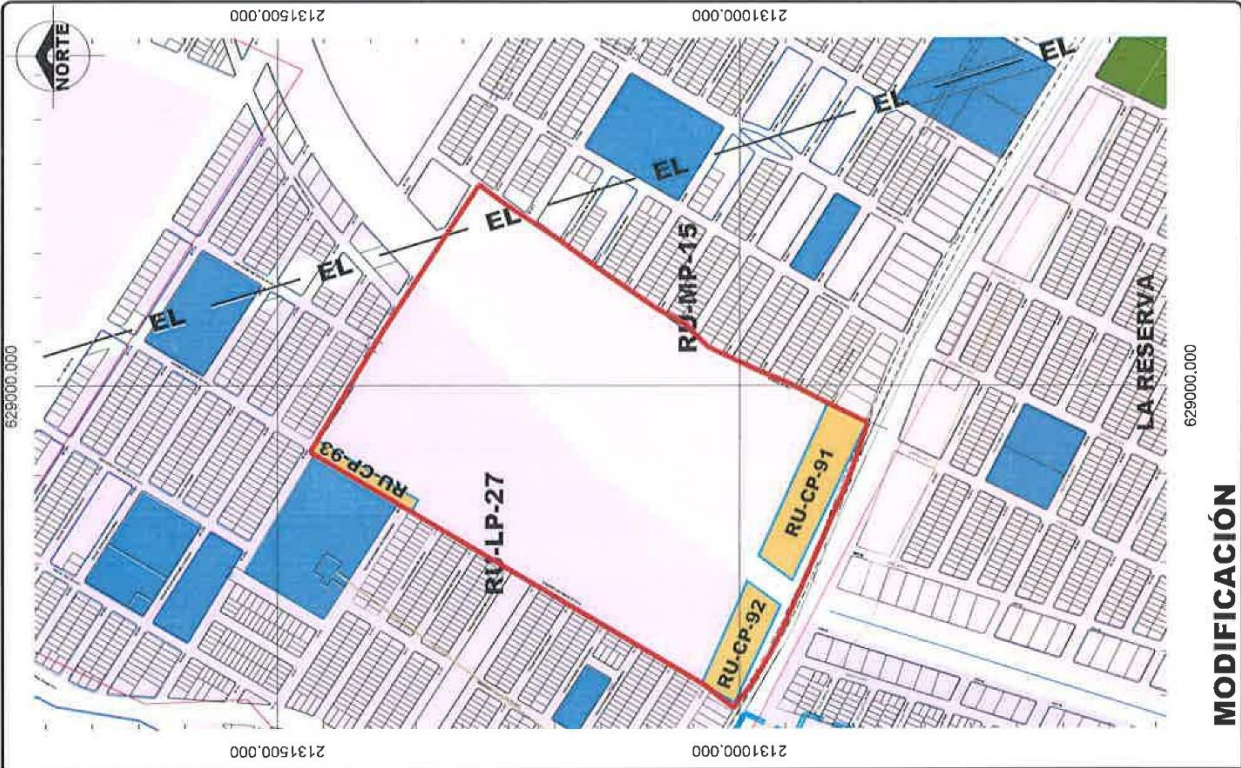 2131500.000
2131000.000
NORTE
EL
EL
EL
EL
EL
EL
629000.000
RU-MP-15
629000.000
LA RESERVA
RU-CP-93
RU-LP-27
RU-CP-91
RU-CP-92
MODIFICACIÓN
2131500.000
2131000.000